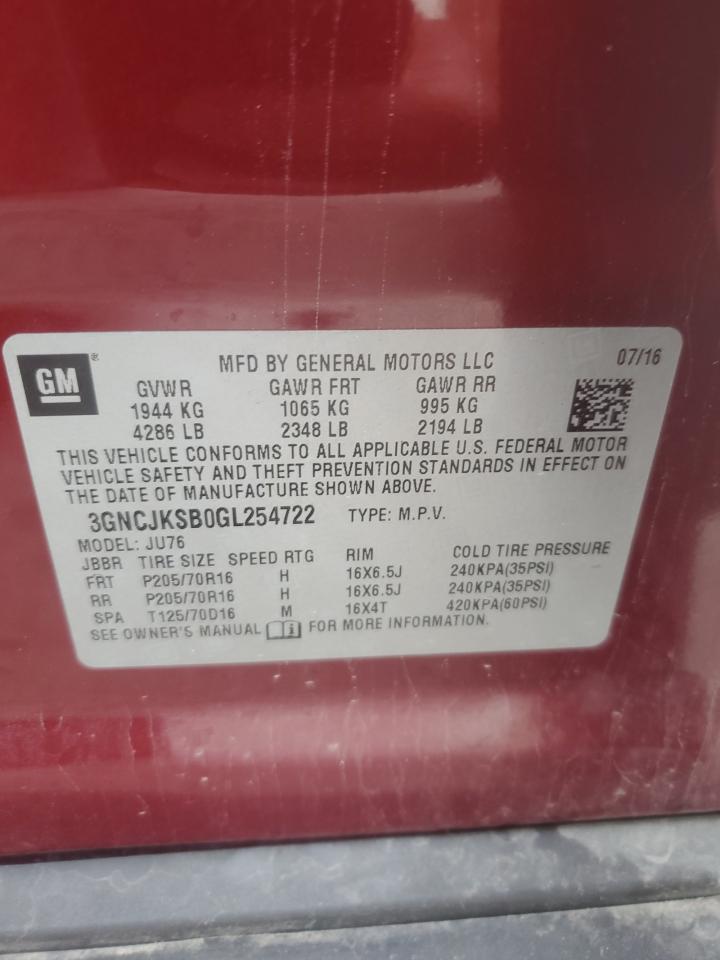 GM®
MFD BY GENERAL MOTORS LLC 07/16
GVWR GAWR FRT GAWR RR
1944 KG 1065 KG 995 KG
4286 LB 2348 LB 2194 LB
THIS VEHICLE CONFORMS TO ALL APPLICABLE U.S. FEDERAL MOTOR
VEHICLE SAFETY AND THEFT PREVENTION STANDARDS IN EFFECT ON
THE DATE OF MANUFACTURE SHOWN ABOVE.
3GNCJKSB0GL254722 TYPE: M.P.V.
MODEL: JU76
JBBR TIRE SIZE SPEED RTG RIM COLD TIRE PRESSURE
FRT P205/70R16 H 16X6.5J 240KPA(35PSI)
RR P205/70R16 H 16X6.5J 240KPA(35PSI)
SPA T125/70D16 M 16X4T 420KPA(60PSI)
SEE OWNER'S MANUAL FOR MORE INFORMATION.